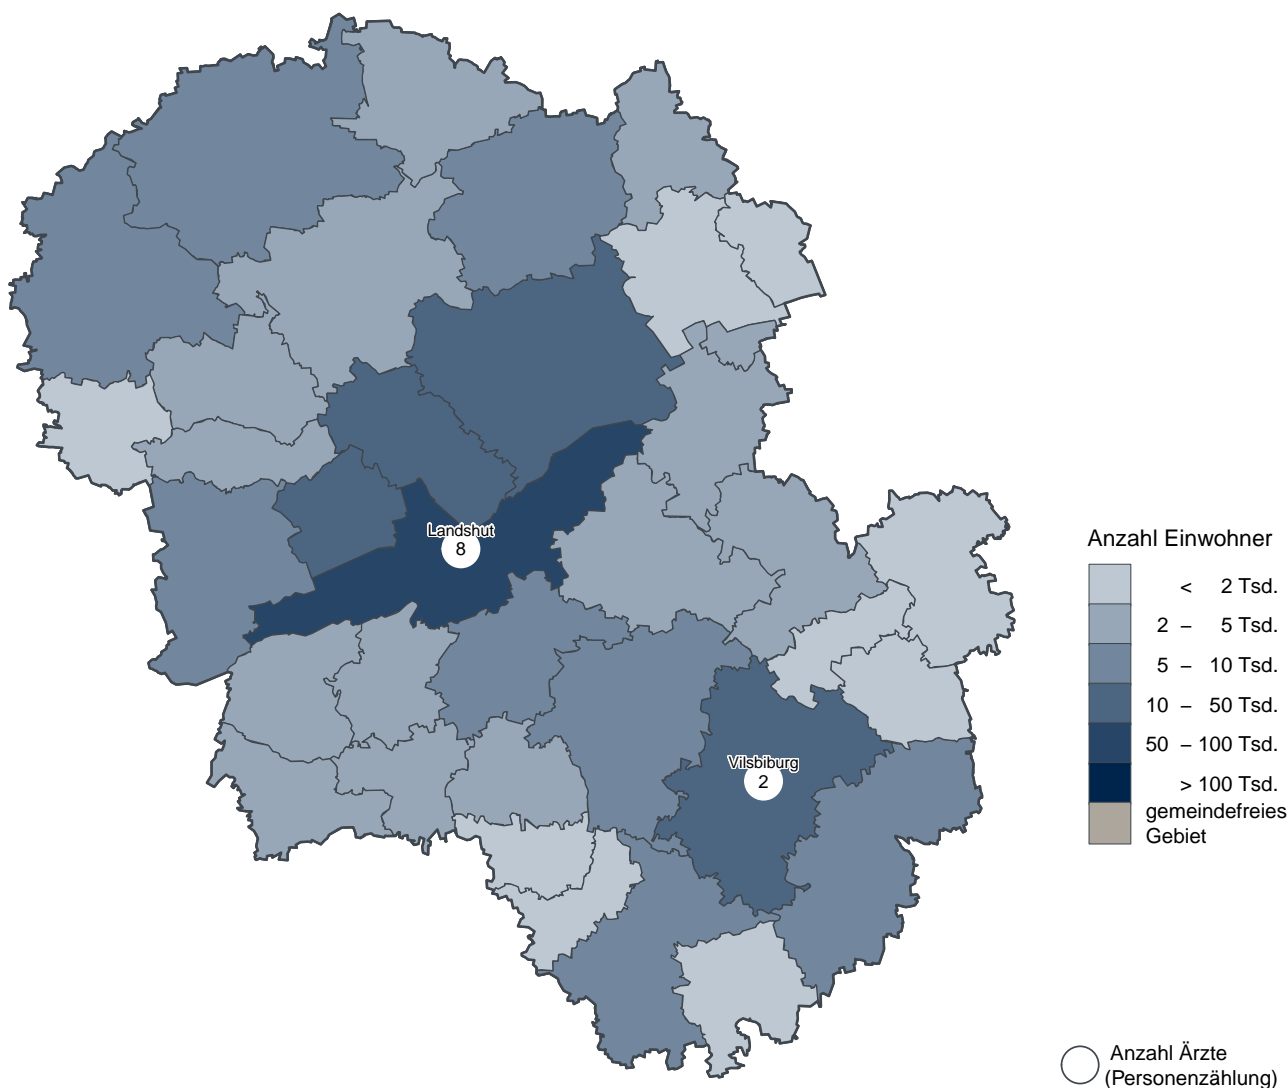 Landshut
8
Vilsbiburg
2
Anzahl Einwohner
< 2 Tsd.
2 – 5 Tsd.
5 – 10 Tsd.
10 – 50 Tsd.
50 – 100 Tsd.
> 100 Tsd.
gemeindefreies
Gebiet
Anzahl Ärzte
(Personenzählung)